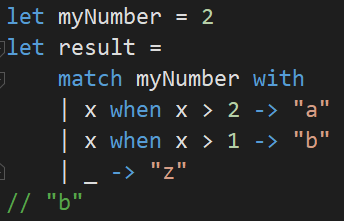 let myNumber = 2
let result =
    match myNumber with
    | x when x > 2 -> "a"
    | x when x > 1 -> "b"
    | _ -> "z"
// "b"